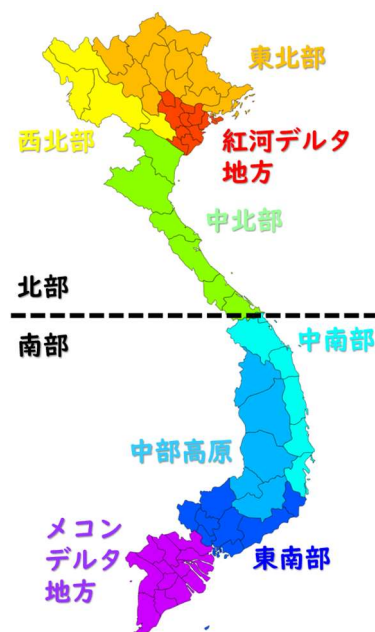 東北部
西北部
紅河デルタ
地方
中北部
北部
南部
中南部
中部高原
メコン
デルタ
地方
東南部